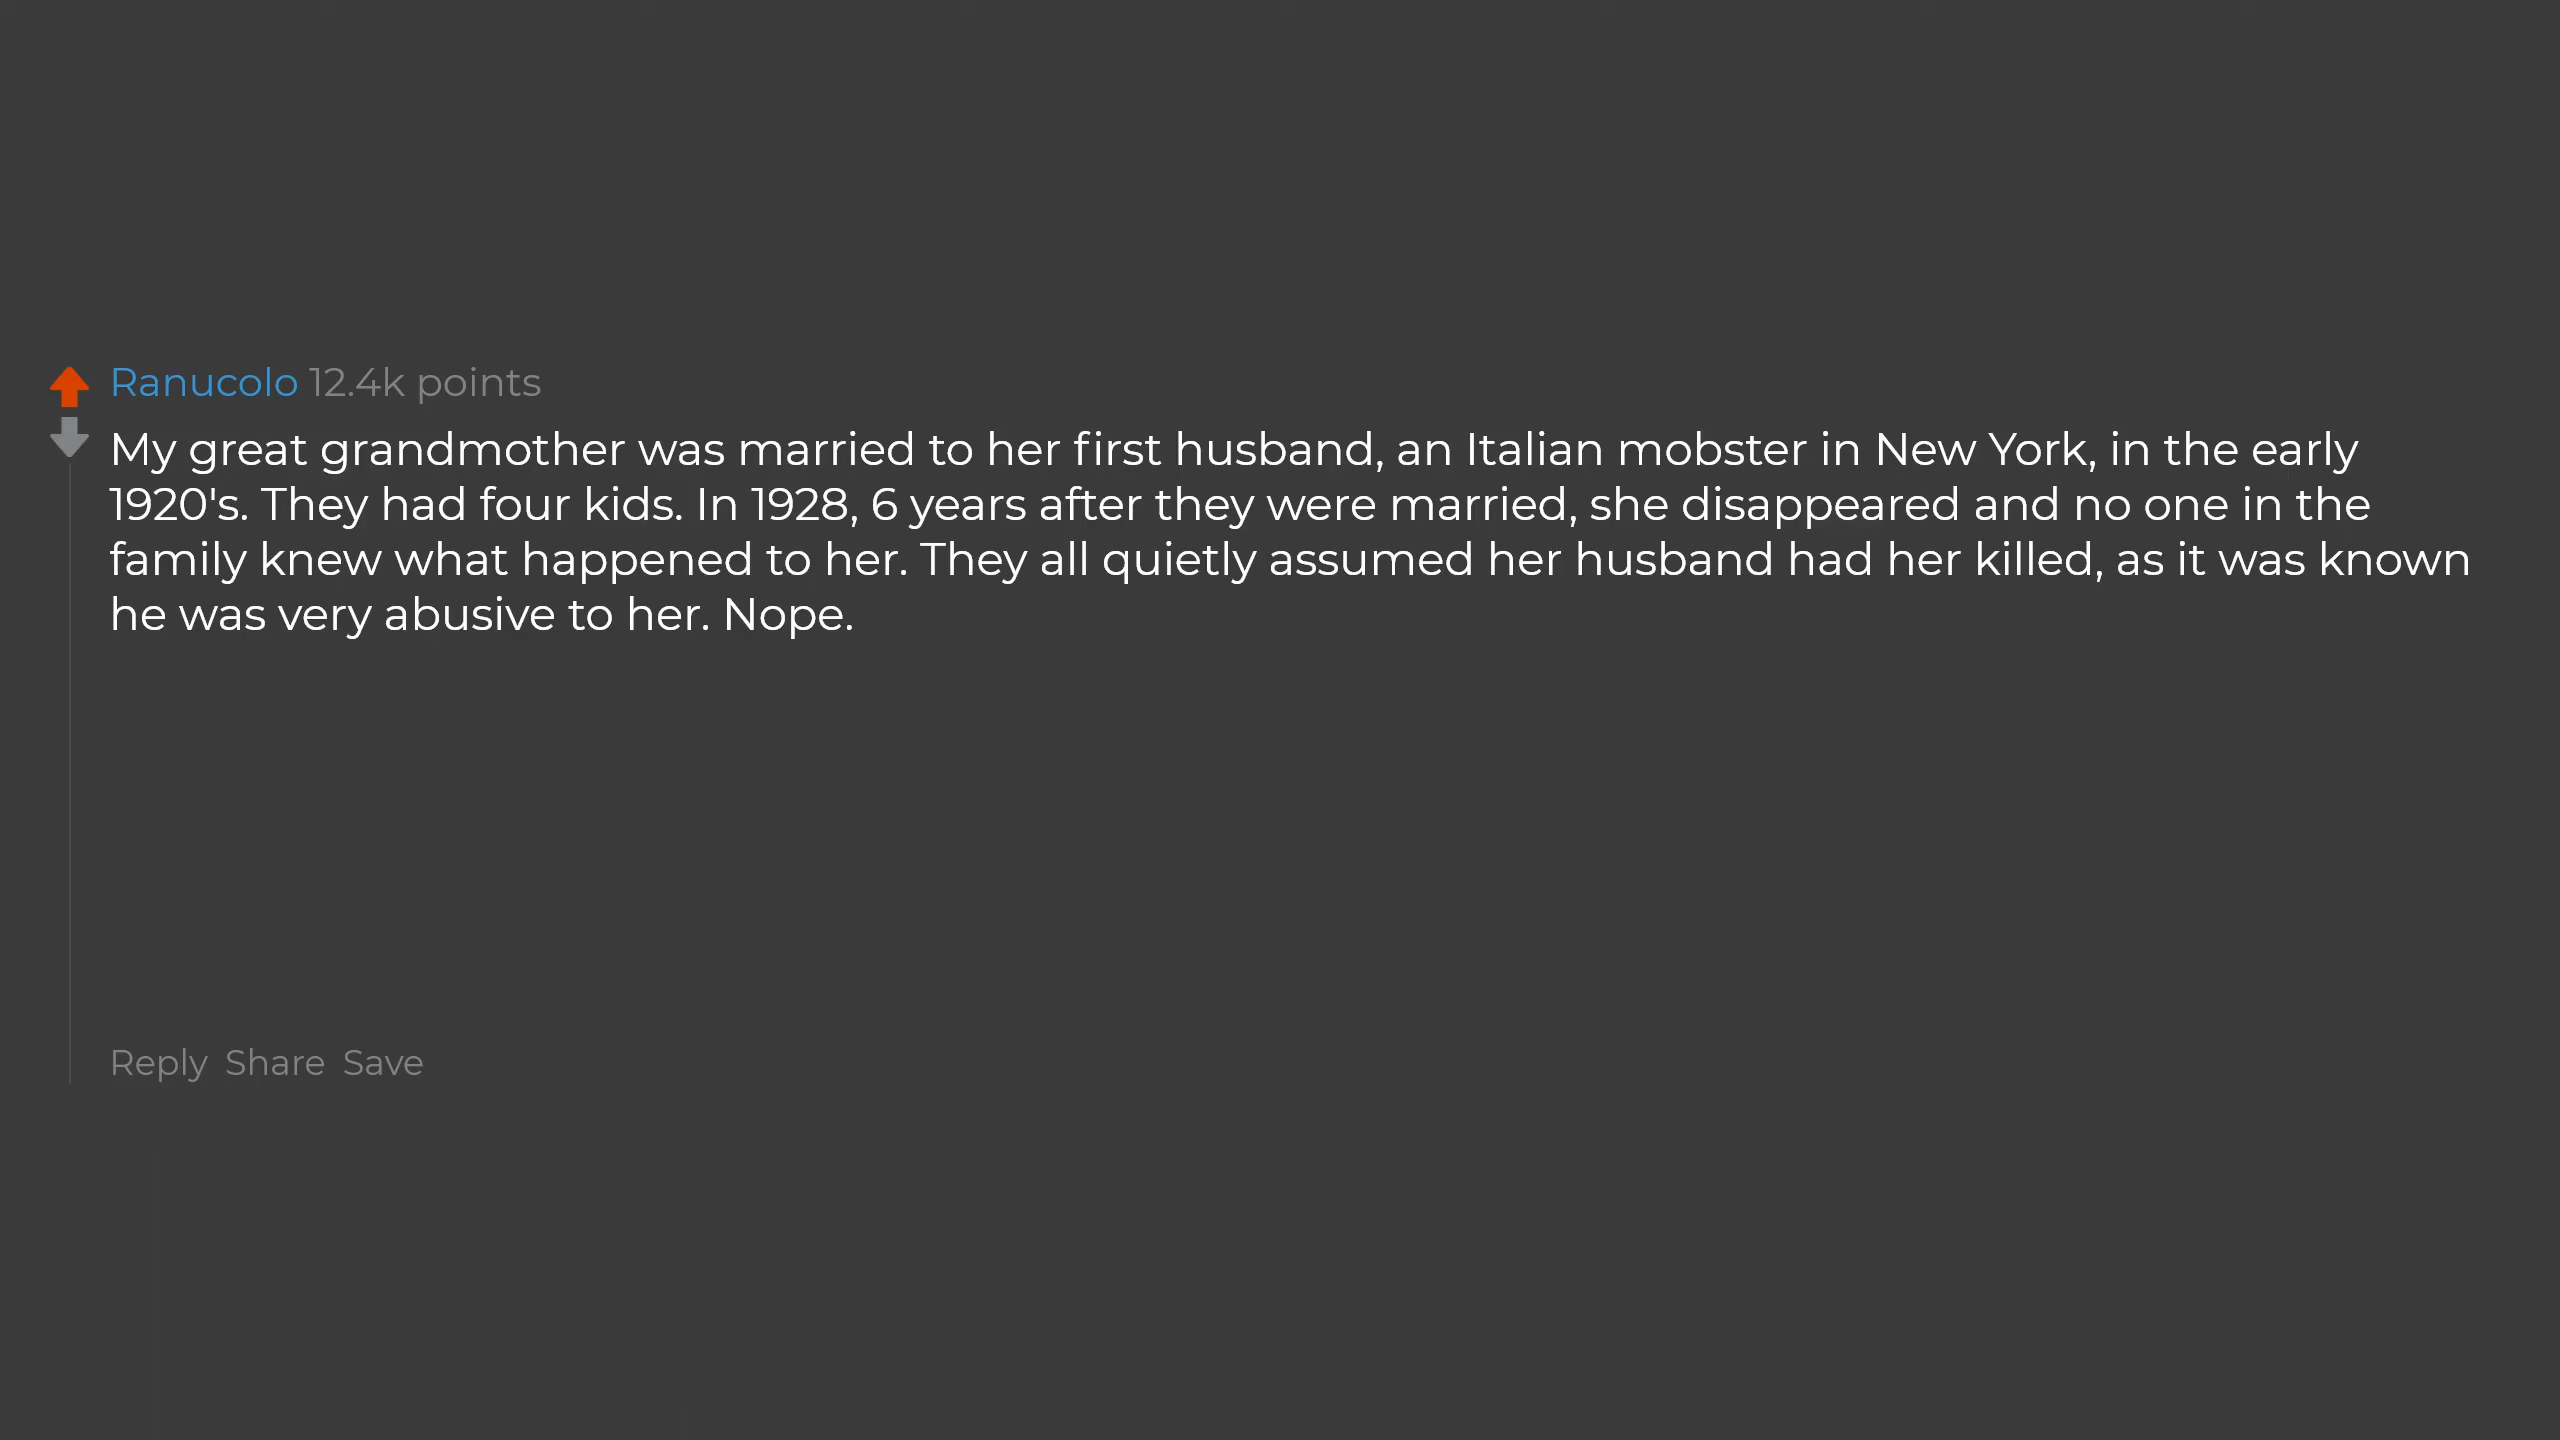 Ranucolo 12.4k points
My great grandmother was married to her first husband, an Italian mobster in New York, in the early
1920's. They had four kids. In 1928, 6 years after they were married, she disappeared and no one in the
family knew what happened to her. They all quietly assumed her husband had her killed, as it was known
he was very abusive to her. Nope.
Reply Share Save